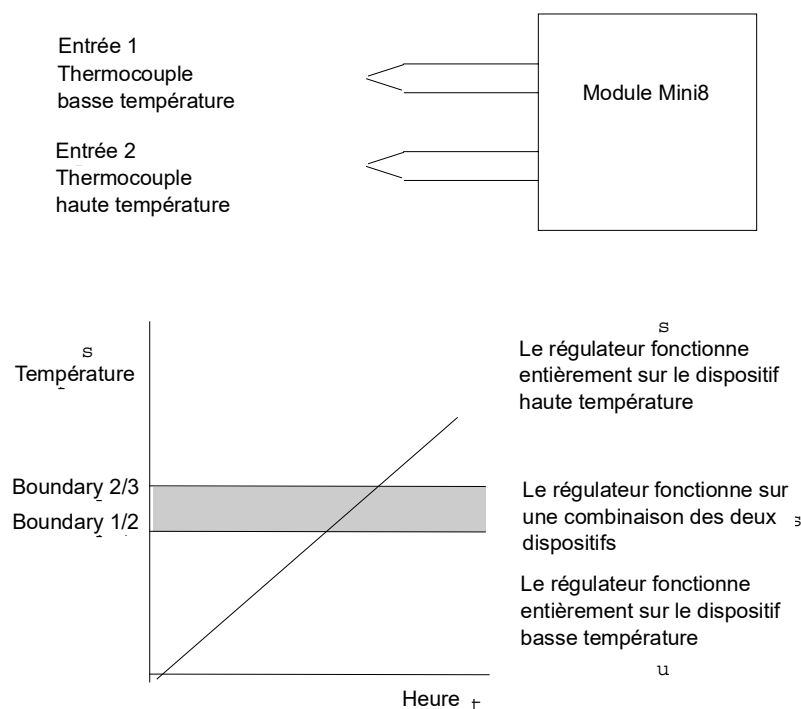 Entrée 1
Thermocouple
basse température
Module Mini8
Entrée 2
Thermocouple
haute température
s
Température
s
Le régulateur fonctionne
entièrement sur le dispositif
haute température
Boundary 2/3
Boundary 1/2
Le régulateur fonctionne sur
une combinaison des deux s
dispositifs
Le régulateur fonctionne
entièrement sur le dispositif
basse température
u
Heure t